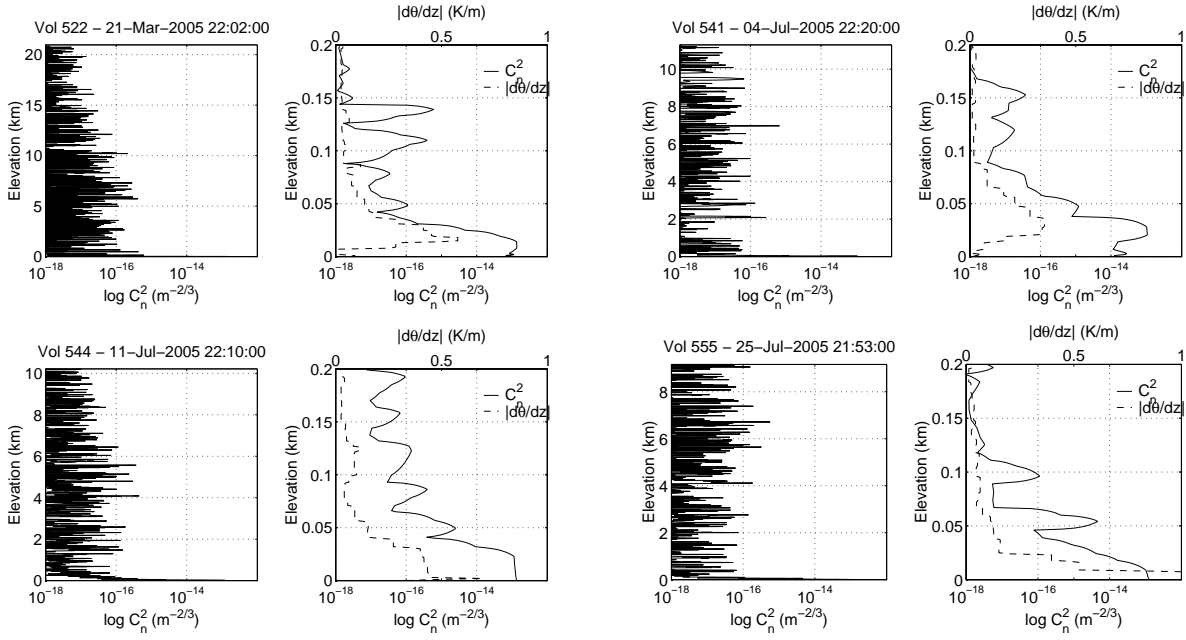 |dθ/dz| (K/m)
|dθ/dz| (K/m)
Vol 522 − 21−Mar−2005 22:02:00
0 0.5 1
Vol 541 − 04−Jul−2005 22:20:00
0 0.5 1
20
15
10
5
0
Elevation (km)
10^−18 10^−16 10^−14
log C_n^2 (m^−2/3)
0.2
0.15
0.1
0.05
0
Elevation (km)
C_n^2
|dθ/dz|
10^−18 10^−16 10^−14
log C_n^2 (m^−2/3)
10
8
6
4
2
0
Elevation (km)
10^−18 10^−16 10^−14
log C_n^2 (m^−2/3)
0.2
0.15
0.1
0.05
0
Elevation (km)
C_n^2
|dθ/dz|
10^−18 10^−16 10^−14
log C_n^2 (m^−2/3)
|dθ/dz| (K/m)
|dθ/dz| (K/m)
Vol 544 − 11−Jul−2005 22:10:00
0 0.5 1
Vol 555 − 25−Jul−2005 21:53:00
0 0.5 1
10
8
6
4
2
0
Elevation (km)
10^−18 10^−16 10^−14
log C_n^2 (m^−2/3)
0.2
0.15
0.1
0.05
0
Elevation (km)
C_n^2
|dθ/dz|
10^−18 10^−16 10^−14
log C_n^2 (m^−2/3)
8
6
4
2
0
Elevation (km)
10^−18 10^−16 10^−14
log C_n^2 (m^−2/3)
0.2
0.15
0.1
0.05
0
Elevation (km)
C_n^2
|dθ/dz|
10^−18 10^−16 10^−14
log C_n^2 (m^−2/3)